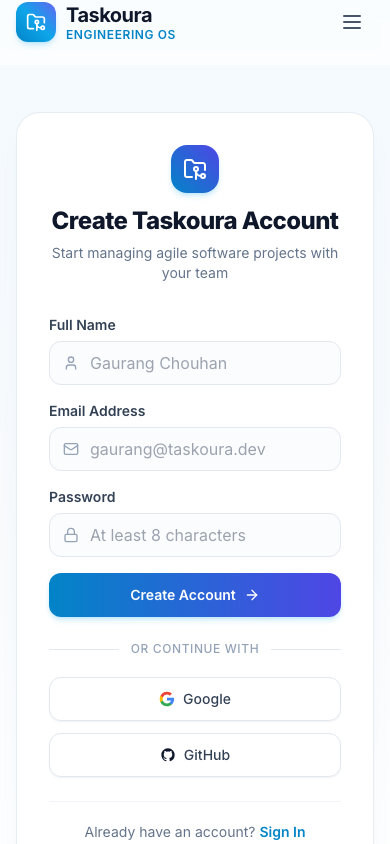 Taskoura
ENGINEERING OS
Create Taskoura Account
Start managing agile software projects with
your team
Full Name
Gaurang Chouhan
Email Address
gaurang@taskoura.dev
Password
At least 8 characters
Create Account
OR CONTINUE WITH
Google
GitHub
Already have an account? Sign In